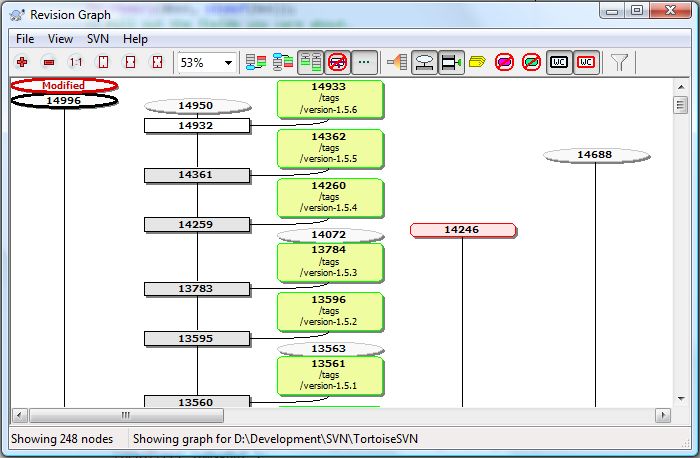 Revision Graph
File View SVN Help
1:1
53%
WC
WC
Modified
14996
14950
14932
14361
14259
13783
13595
13560
14933
/tags
/version-1.5.6
14362
/tags
/version-1.5.5
14260
/tags
/version-1.5.4
14072
13784
/tags
/version-1.5.3
13596
/tags
/version-1.5.2
13563
13561
/tags
/version-1.5.1
14246
14688
Showing 248 nodes
Showing graph for D:\Development\SVN\TortoiseSVN